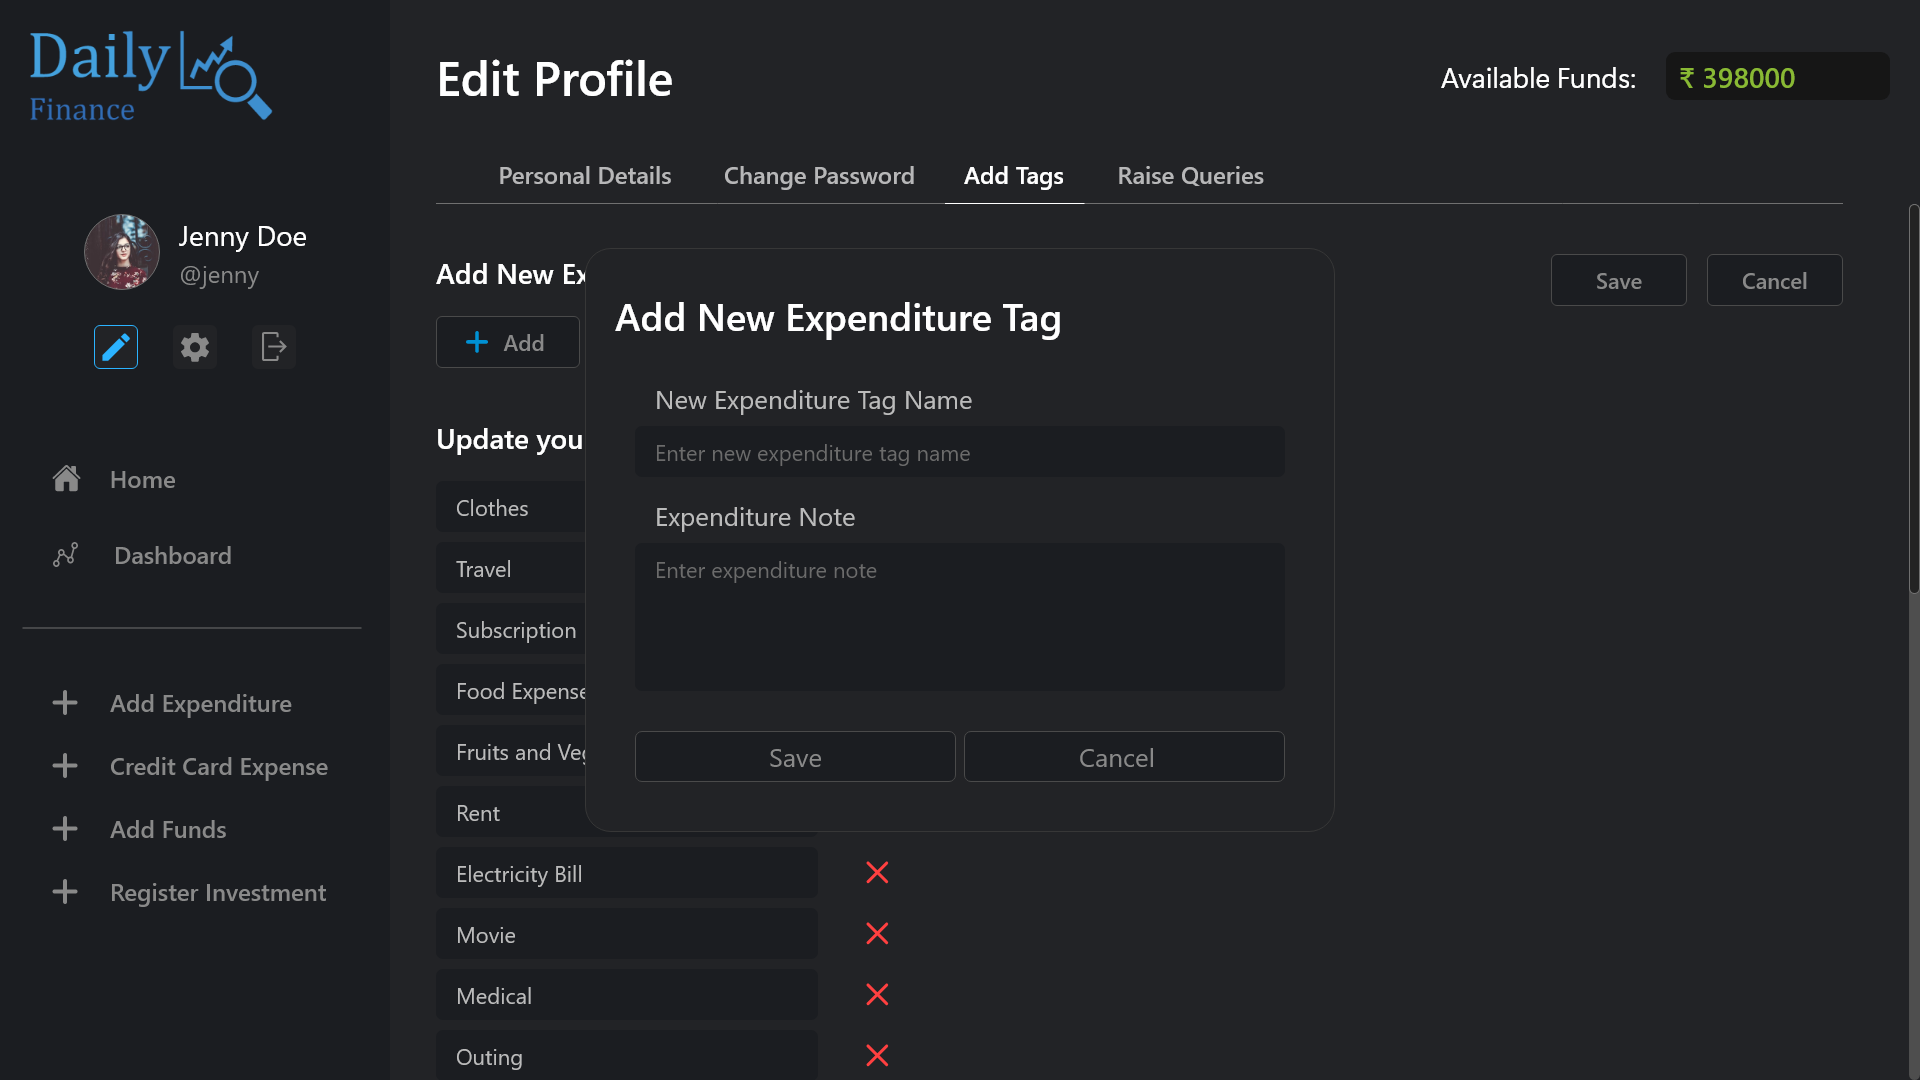 Daily
Finance
Edit Profile
Available Funds:
₹ 398000
Personal Details
Change Password
Add Tags
Raise Queries
Jenny Doe
@jenny
Add New Ex
Save
Cancel
Add
Add New Expenditure Tag
New Expenditure Tag Name
Enter new expenditure tag name
Expenditure Note
Enter expenditure note
Save
Cancel
Update you
Clothes
Travel
Subscription
Food Expense
Fruits and Veg
Rent
Electricity Bill
Movie
Medical
Outing
Home
Dashboard
Add Expenditure
Credit Card Expense
Add Funds
Register Investment